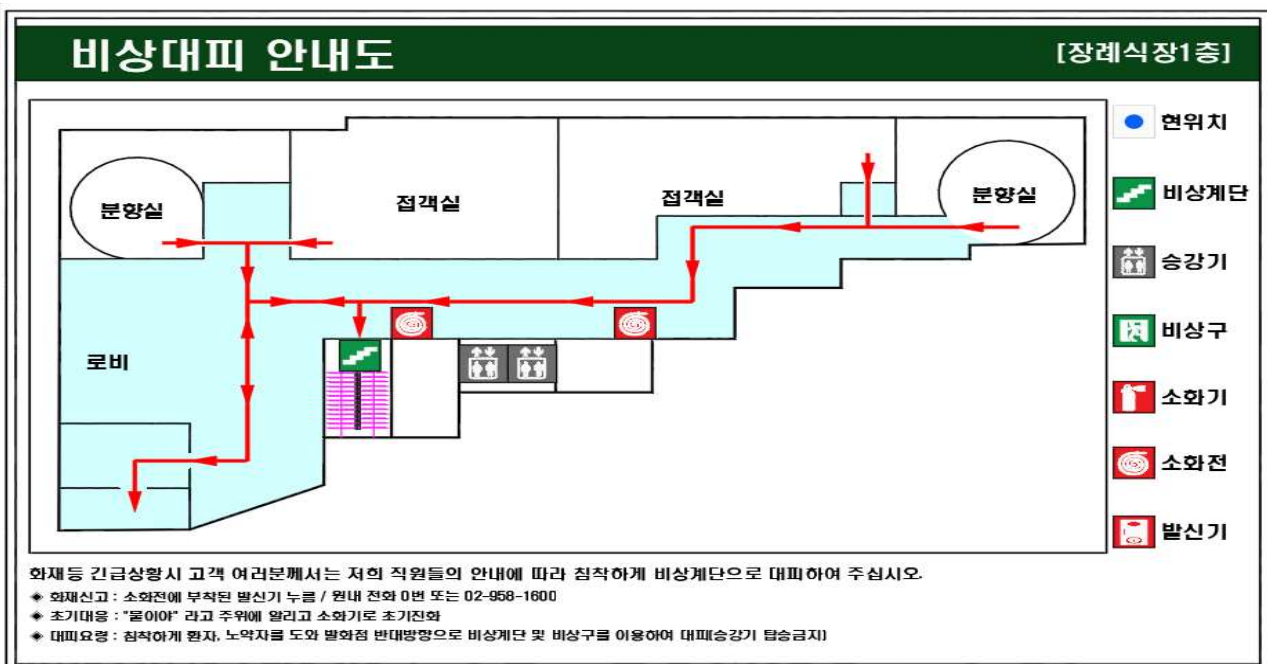 비상대피 안내도
[장례식장1층]
현위치
비상계단
승강기
비상구
소화기
소화전
발신기
분향실
접객실
접객실
분향실
로비
화재등 긴급상황시 고객 여러분께서는 저희 직원들의 안내에 따라 침착하게 비상계단으로 대피하여 주십시오.
◈ 화재신고 : 소화전에 부착된 발신기 누름 / 원내 전화 0번 또는 02-958-1600
◈ 초기대응 : "불이야" 라고 주위에 알리고 소화기로 초기진화
◈ 대피요령 : 침착하게 환자, 노약자를 도와 발화점 반대방향으로 비상계단 및 비상구를 이용하여 대피(승강기 탑승금지)